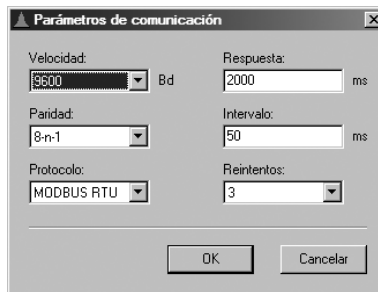 Parámetros de comunicación
Velocidad:
9600 Bd
Respuesta:
2000 ms
Paridad:
8-n-1
Intervalo:
50 ms
Protocolo:
MODBUS RTU
Reintentos:
3
OK Cancelar